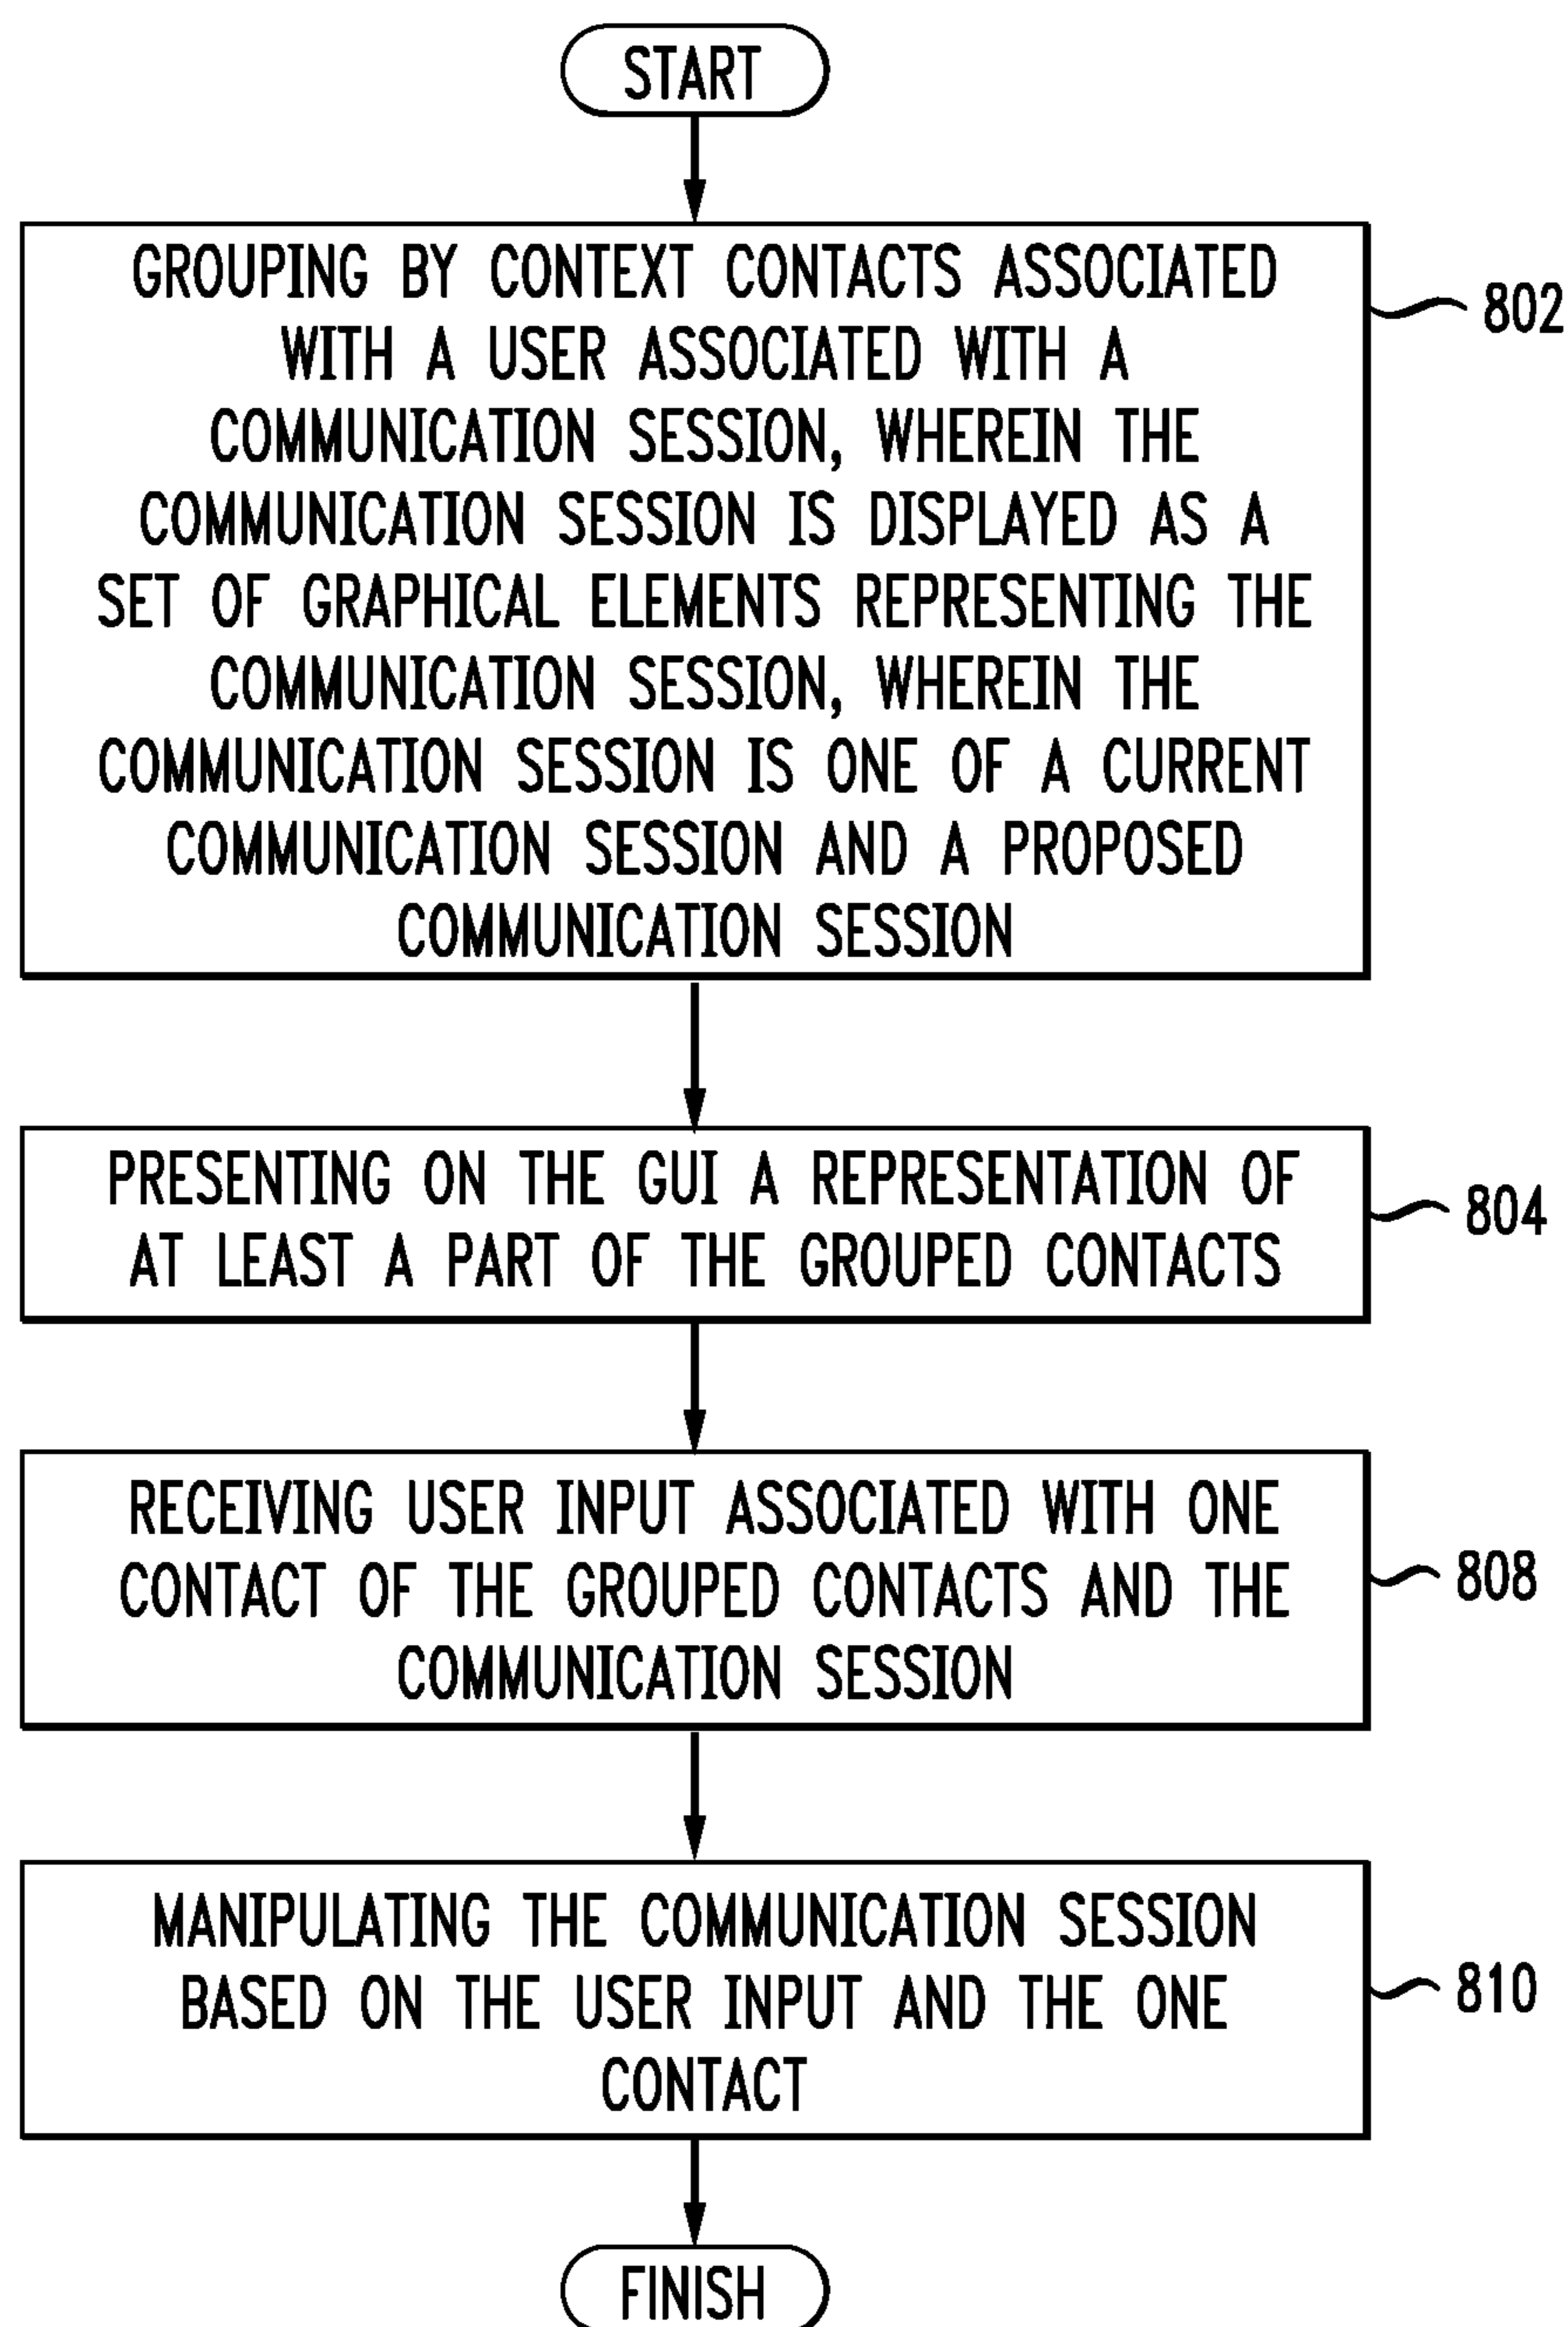 START
GROUPING BY CONTEXT CONTACTS ASSOCIATED
WITH A USER ASSOCIATED WITH A
COMMUNICATION SESSION, WHEREIN THE
COMMUNICATION SESSION IS DISPLAYED AS A
SET OF GRAPHICAL ELEMENTS REPRESENTING THE
COMMUNICATION SESSION, WHEREIN THE
COMMUNICATION SESSION IS ONE OF A CURRENT
COMMUNICATION SESSION AND A PROPOSED
COMMUNICATION SESSION
802
PRESENTING ON THE GUI A REPRESENTATION OF
AT LEAST A PART OF THE GROUPED CONTACTS
804
RECEIVING USER INPUT ASSOCIATED WITH ONE
CONTACT OF THE GROUPED CONTACTS AND THE
COMMUNICATION SESSION
808
MANIPULATING THE COMMUNICATION SESSION
BASED ON THE USER INPUT AND THE ONE
CONTACT
810
FINISH